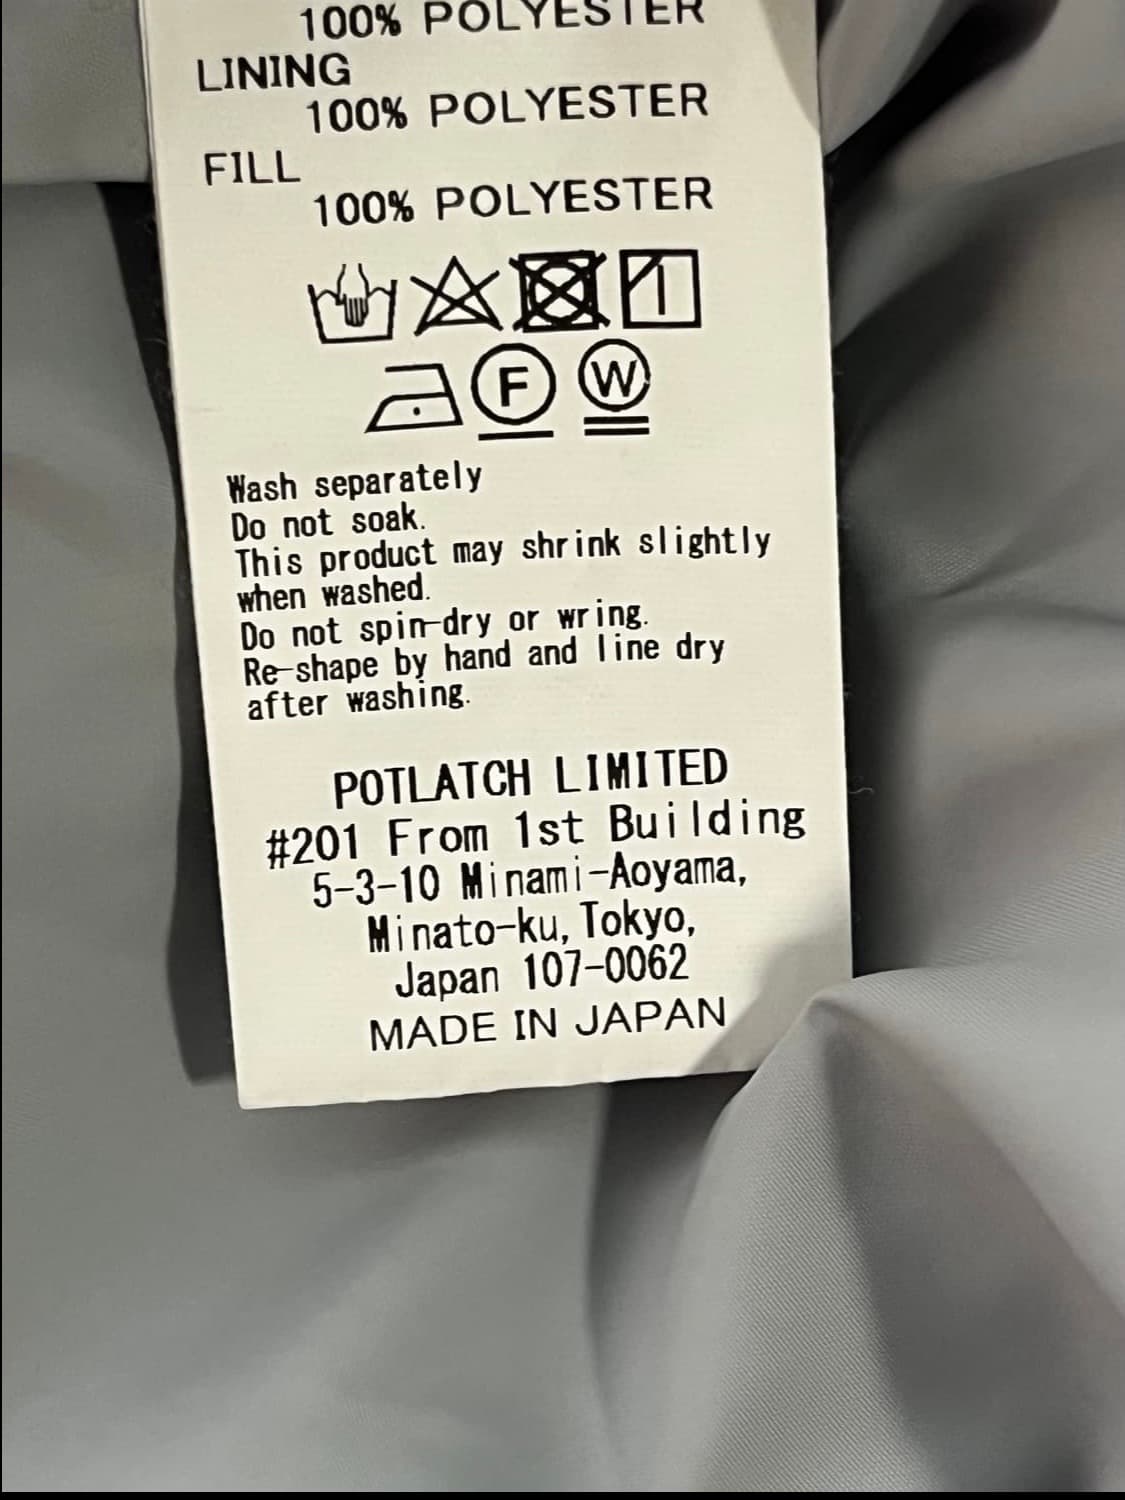 100% POLYESTER
LINING
100% POLYESTER
FILL
100% POLYESTER
F W
Wash separately
Do not soak.
This product may shrink slightly
when washed.
Do not spin-dry or wring.
Re-shape by hand and line dry
after washing.
POTLATCH LIMITED
#201 From 1st Building
5-3-10 Minami-Aoyama,
Minato-ku, Tokyo,
Japan 107-0062
MADE IN JAPAN